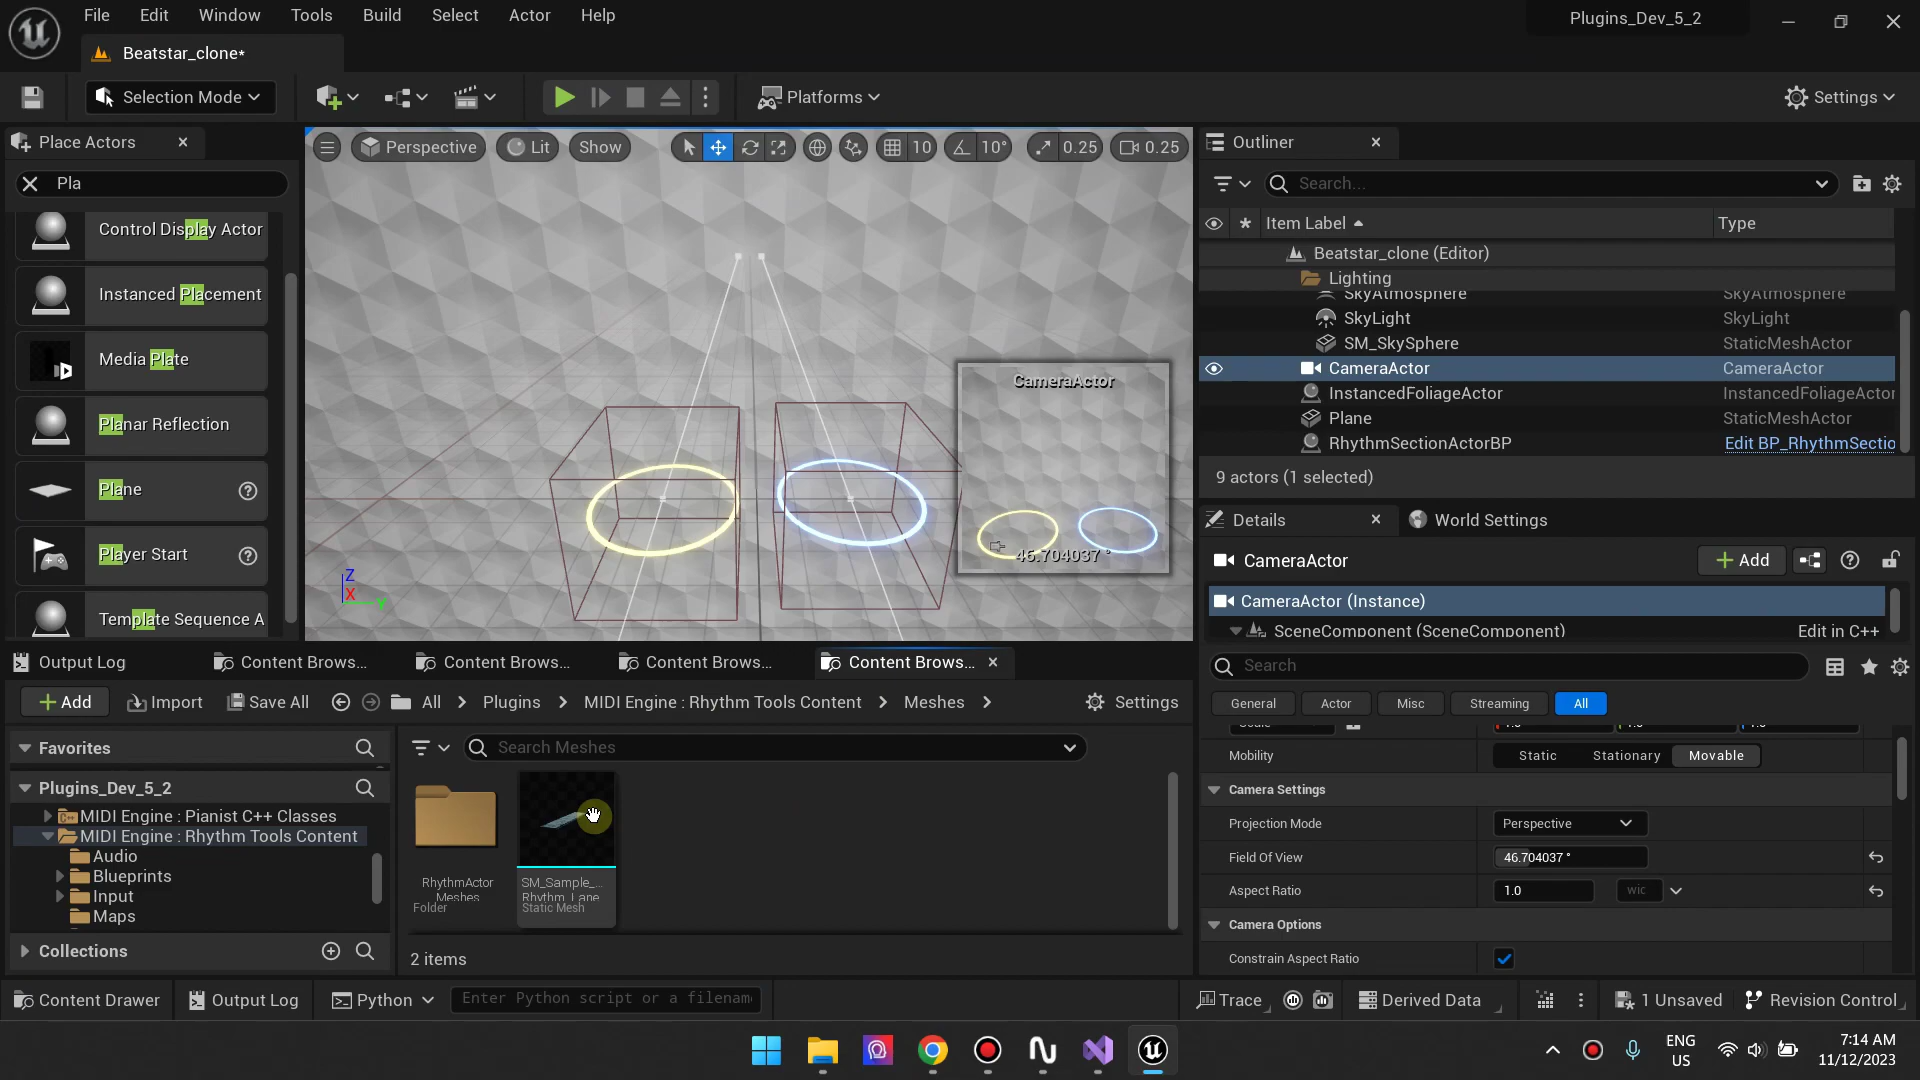 File Edit Window Tools Build Select Actor Help
Plugins_Dev_5_2
Beatstar_clone*
Selection Mode
Platforms
Settings
Place Actors
Pla
Control Display Actor
Instanced Placement
Media Plate
Planar Reflection
Plane
Player Start
Template Sequence A
Perspective
Lit
Show
10
10°
0.25
0.25
CameraActor
46.704037 °
Z
X
Y
Outliner
Search...
Item Label
Type
Beatstar_clone (Editor)
Lighting
SkyAtmosphere SkyAtmosphere
SkyLight SkyLight
SM_SkySphere StaticMeshActor
CameraActor CameraActor
InstancedFoliageActor InstancedFoliageActor
Plane StaticMeshActor
RhythmSectionActorBP Edit BP_RhythmSectio
9 actors (1 selected)
Details
World Settings
CameraActor
Add
CameraActor (Instance)
SceneComponent (SceneComponent) Edit in C++
Search
General Actor Misc Streaming All
Scale 1.0 1.0 1.0
Mobility Static Stationary Movable
Camera Settings
Projection Mode Perspective
Field Of View 46.704037 °
Aspect Ratio 1.0 wic
Camera Options
Constrain Aspect Ratio
Output Log
Content Brows...
Content Brows...
Content Brows...
Content Brows...
Add
Import
Save All
All
Plugins
MIDI Engine : Rhythm Tools Content
Meshes
Settings
Favorites
Plugins_Dev_5_2
MIDI Engine : Pianist C++ Classes
MIDI Engine : Rhythm Tools Content
Audio
Blueprints
Input
Maps
Collections
Search Meshes
RhythmActor
Meshes
Folder
SM_Sample_...
Rhythm_Lane
Static Mesh
2 items
Content Drawer
Output Log
Python
Enter Python script or a filename
Trace
Derived Data
1 Unsaved
Revision Control
ENG
US
7:14 AM
11/12/2023